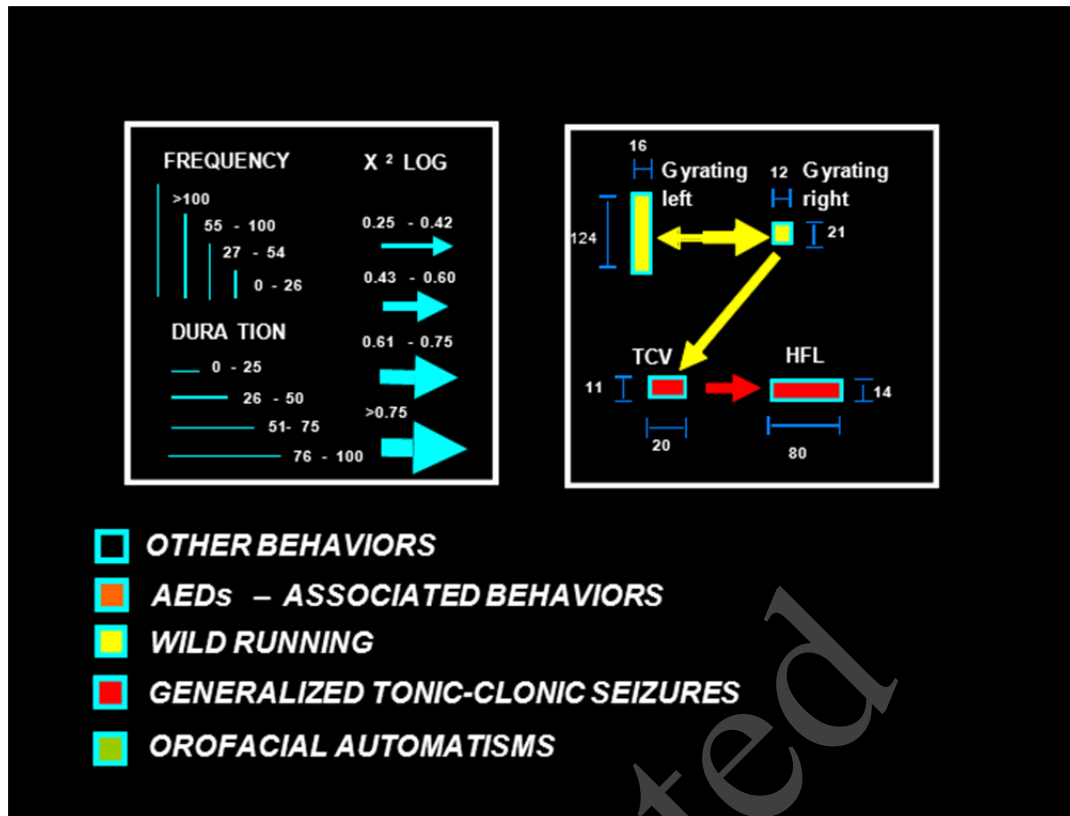 FREQUENCY
>100
55 - 100
27 - 54
0 - 26
DURA TION
0 - 25
26 - 50
51- 75
76 - 100
X ² LOG
0.25 - 0.42
0.43 - 0.60
0.61 - 0.75
>0.75
16
Gyrating
left
124
12
Gyrating
right
21
TCV
11
20
HFL
14
80
OTHER BEHAVIORS
AEDs – ASSOCIATED BEHAVIORS
WILD RUNNING
GENERALIZED TONIC-CLONIC SEIZURES
OROFACIAL AUTOMATISMS